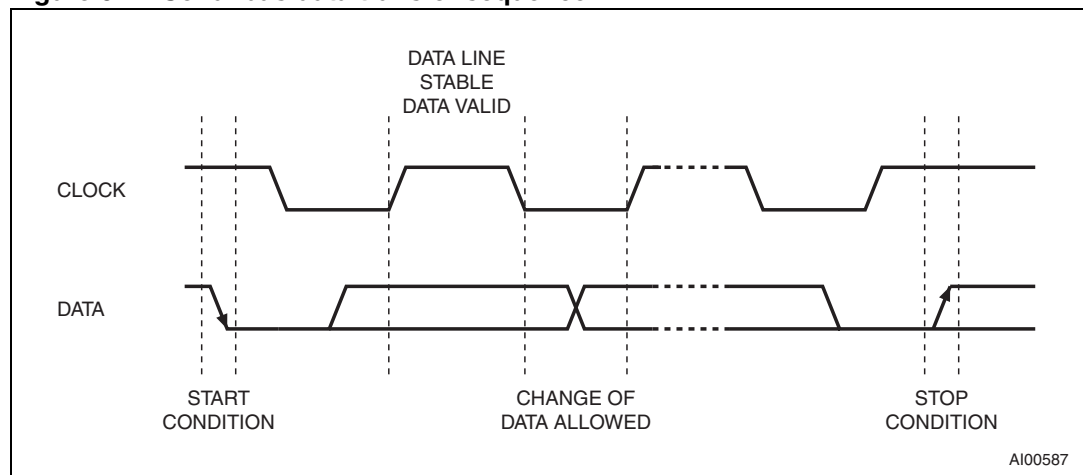 DATA LINE
STABLE
DATA VALID
CLOCK
DATA
START
CONDITION
CHANGE OF
DATA ALLOWED
STOP
CONDITION
AI00587